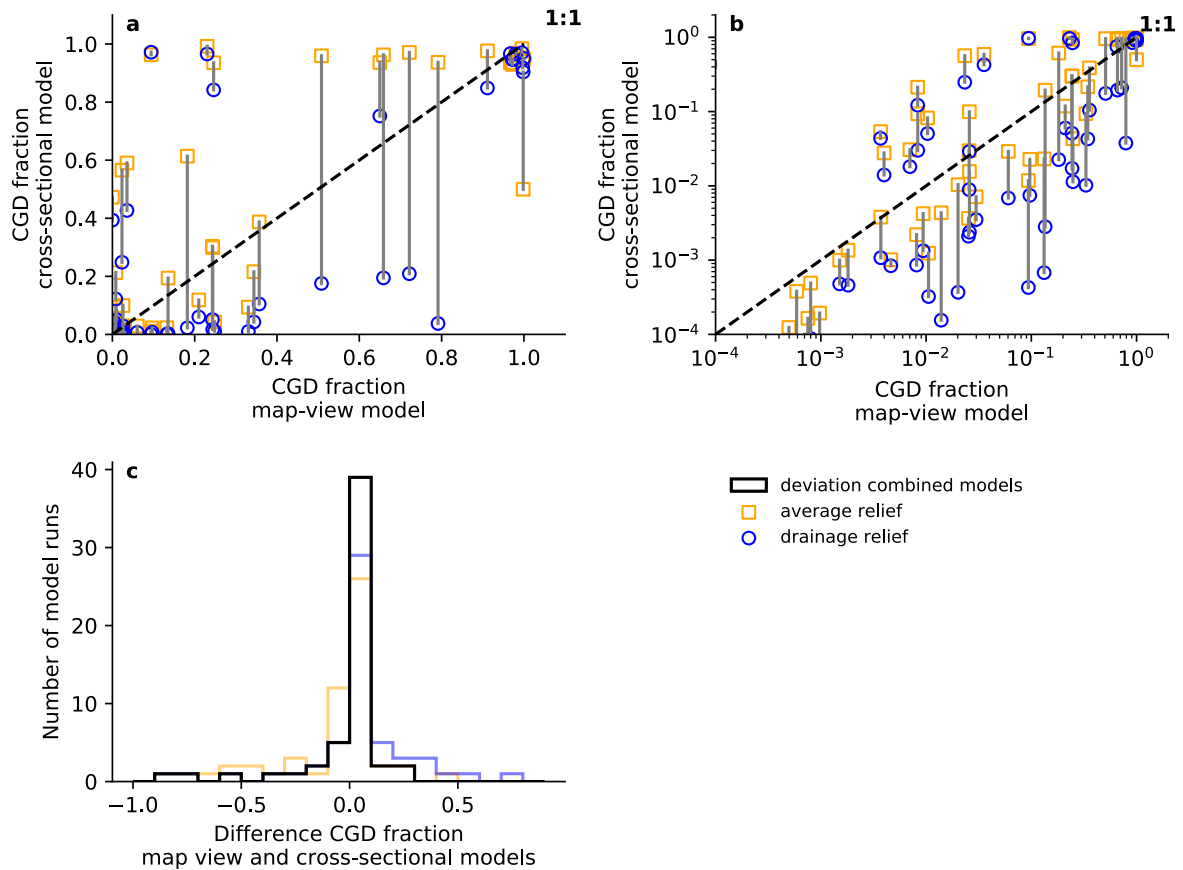 a
1:1
1.0
0.8
0.6
0.4
0.2
0.0
CGD fraction
cross-sectional model
0.0 0.2 0.4 0.6 0.8 1.0
CGD fraction
map-view model
b
1:1
10⁰
10⁻¹
10⁻²
10⁻³
10⁻⁴
CGD fraction
cross-sectional model
10⁻⁴ 10⁻³ 10⁻² 10⁻¹ 10⁰
CGD fraction
map-view model
c
40
30
20
10
0
Number of model runs
−1.0 −0.5 0.0 0.5
Difference CGD fraction
map view and cross-sectional models
deviation combined models
average relief
drainage relief